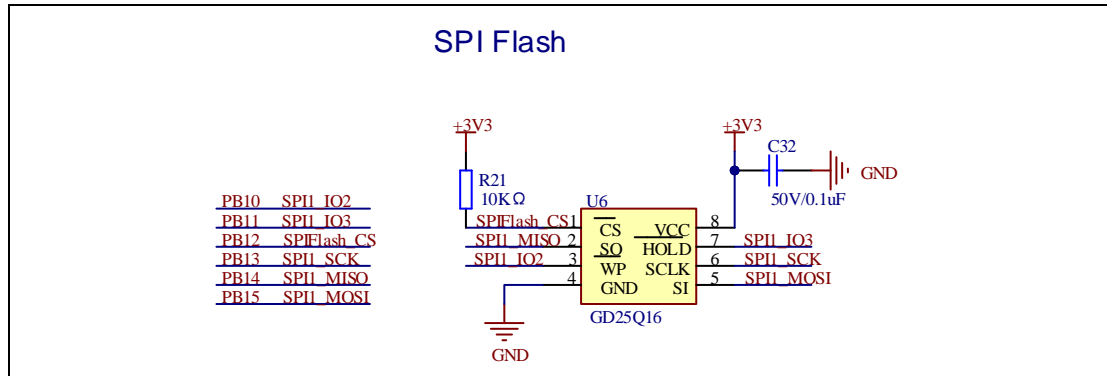 SPI Flash
+3V3
+3V3
C32
GND
50V/0.1uF
R21
10KΩ
U6
PB10 SPI1_IO2
PB11 SPI1_IO3
PB12 SPIFlash_CS
PB13 SPI1_SCK
PB14 SPI1_MISO
PB15 SPI1_MOSI
SPIFlash_CS 1 CS VCC 8
SPI1_MISO 2 SO HOLD 7 SPI1_IO3
SPI1_IO2 3 WP SCLK 6 SPI1_SCK
4 GND SI 5 SPI1_MOSI
GD25Q16
GND